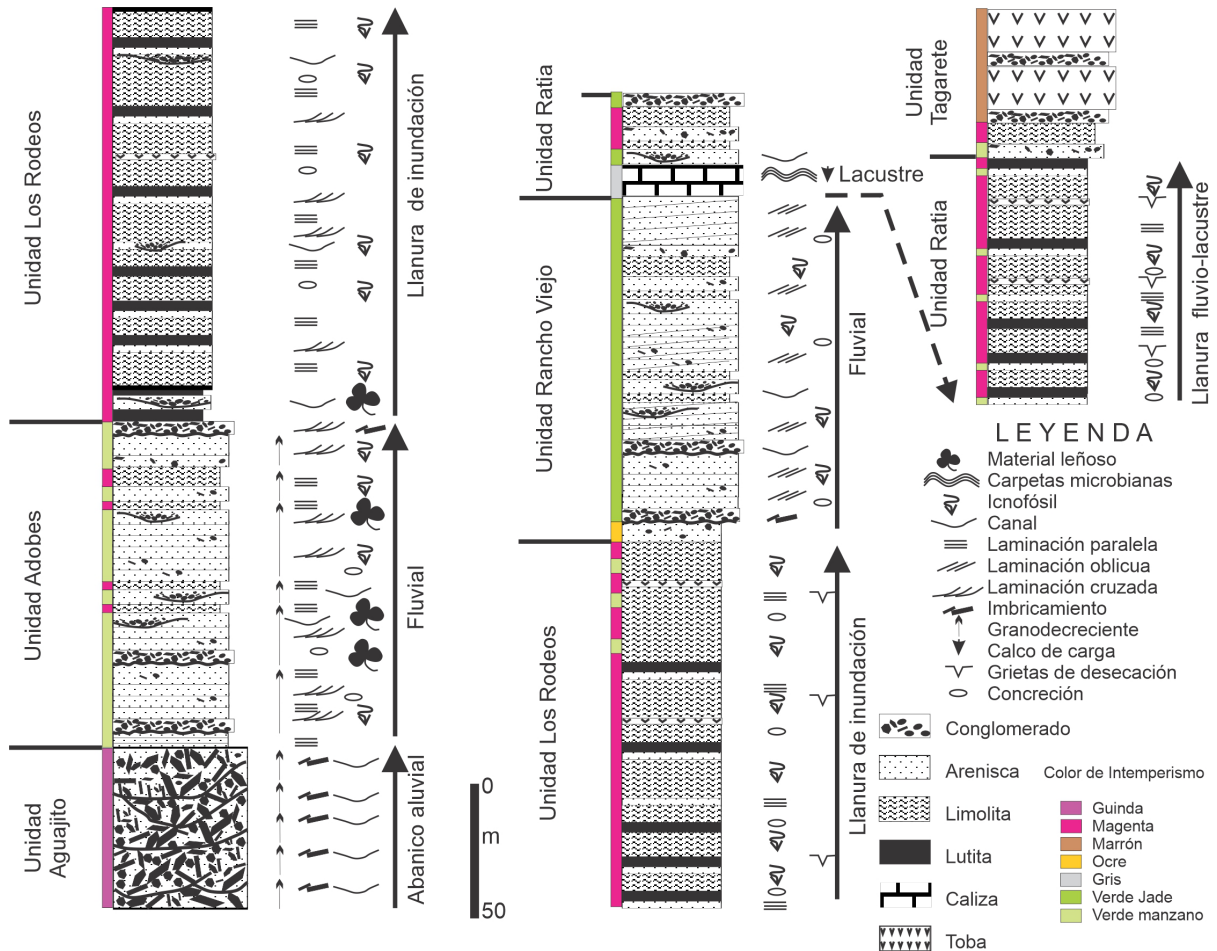 Unidad Los Rodeos
Unidad Adobes
Unidad
Aguajito
Llanura de inundación
Fluvial
Abanico aluvial
0
m
50
Unidad Ratia
Unidad Rancho Viejo
Unidad Los Rodeos
Lacustre
Fluvial
Llanura de inundación
Unidad
Tagarete
Unidad Ratia
Llanura fluvio-lacustre
LEYENDA
Material leñoso
Carpetas microbianas
Icnofósil
Canal
Laminación paralela
Laminación oblicua
Laminación cruzada
Imbricamiento
Granodecreciente
Calco de carga
Grietas de desecación
Concreción
Conglomerado
Arenisca
Limolita
Lutita
Caliza
Toba
Color de Intemperismo
Guinda
Magenta
Marrón
Ocre
Gris
Verde Jade
Verde manzano